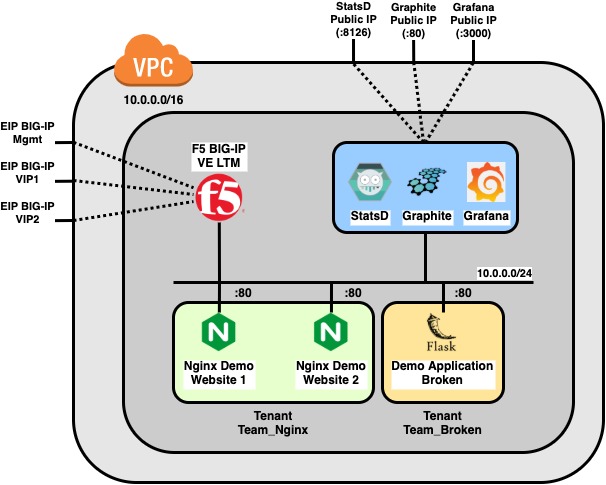 StatsD
Public IP
(:8126)
Graphite
Public IP
(:80)
Grafana
Public IP
(:3000)
VPC
10.0.0.0/16
EIP BIG-IP
Mgmt
EIP BIG-IP
VIP1
EIP BIG-IP
VIP2
F5 BIG-IP
VE LTM
f5
StatsD
Graphite
Grafana
10.0.0.0/24
:80
:80
:80
N
Nginx Demo
Website 1
N
Nginx Demo
Website 2
Flask
Demo Application
Broken
Tenant
Team_Nginx
Tenant
Team_Broken